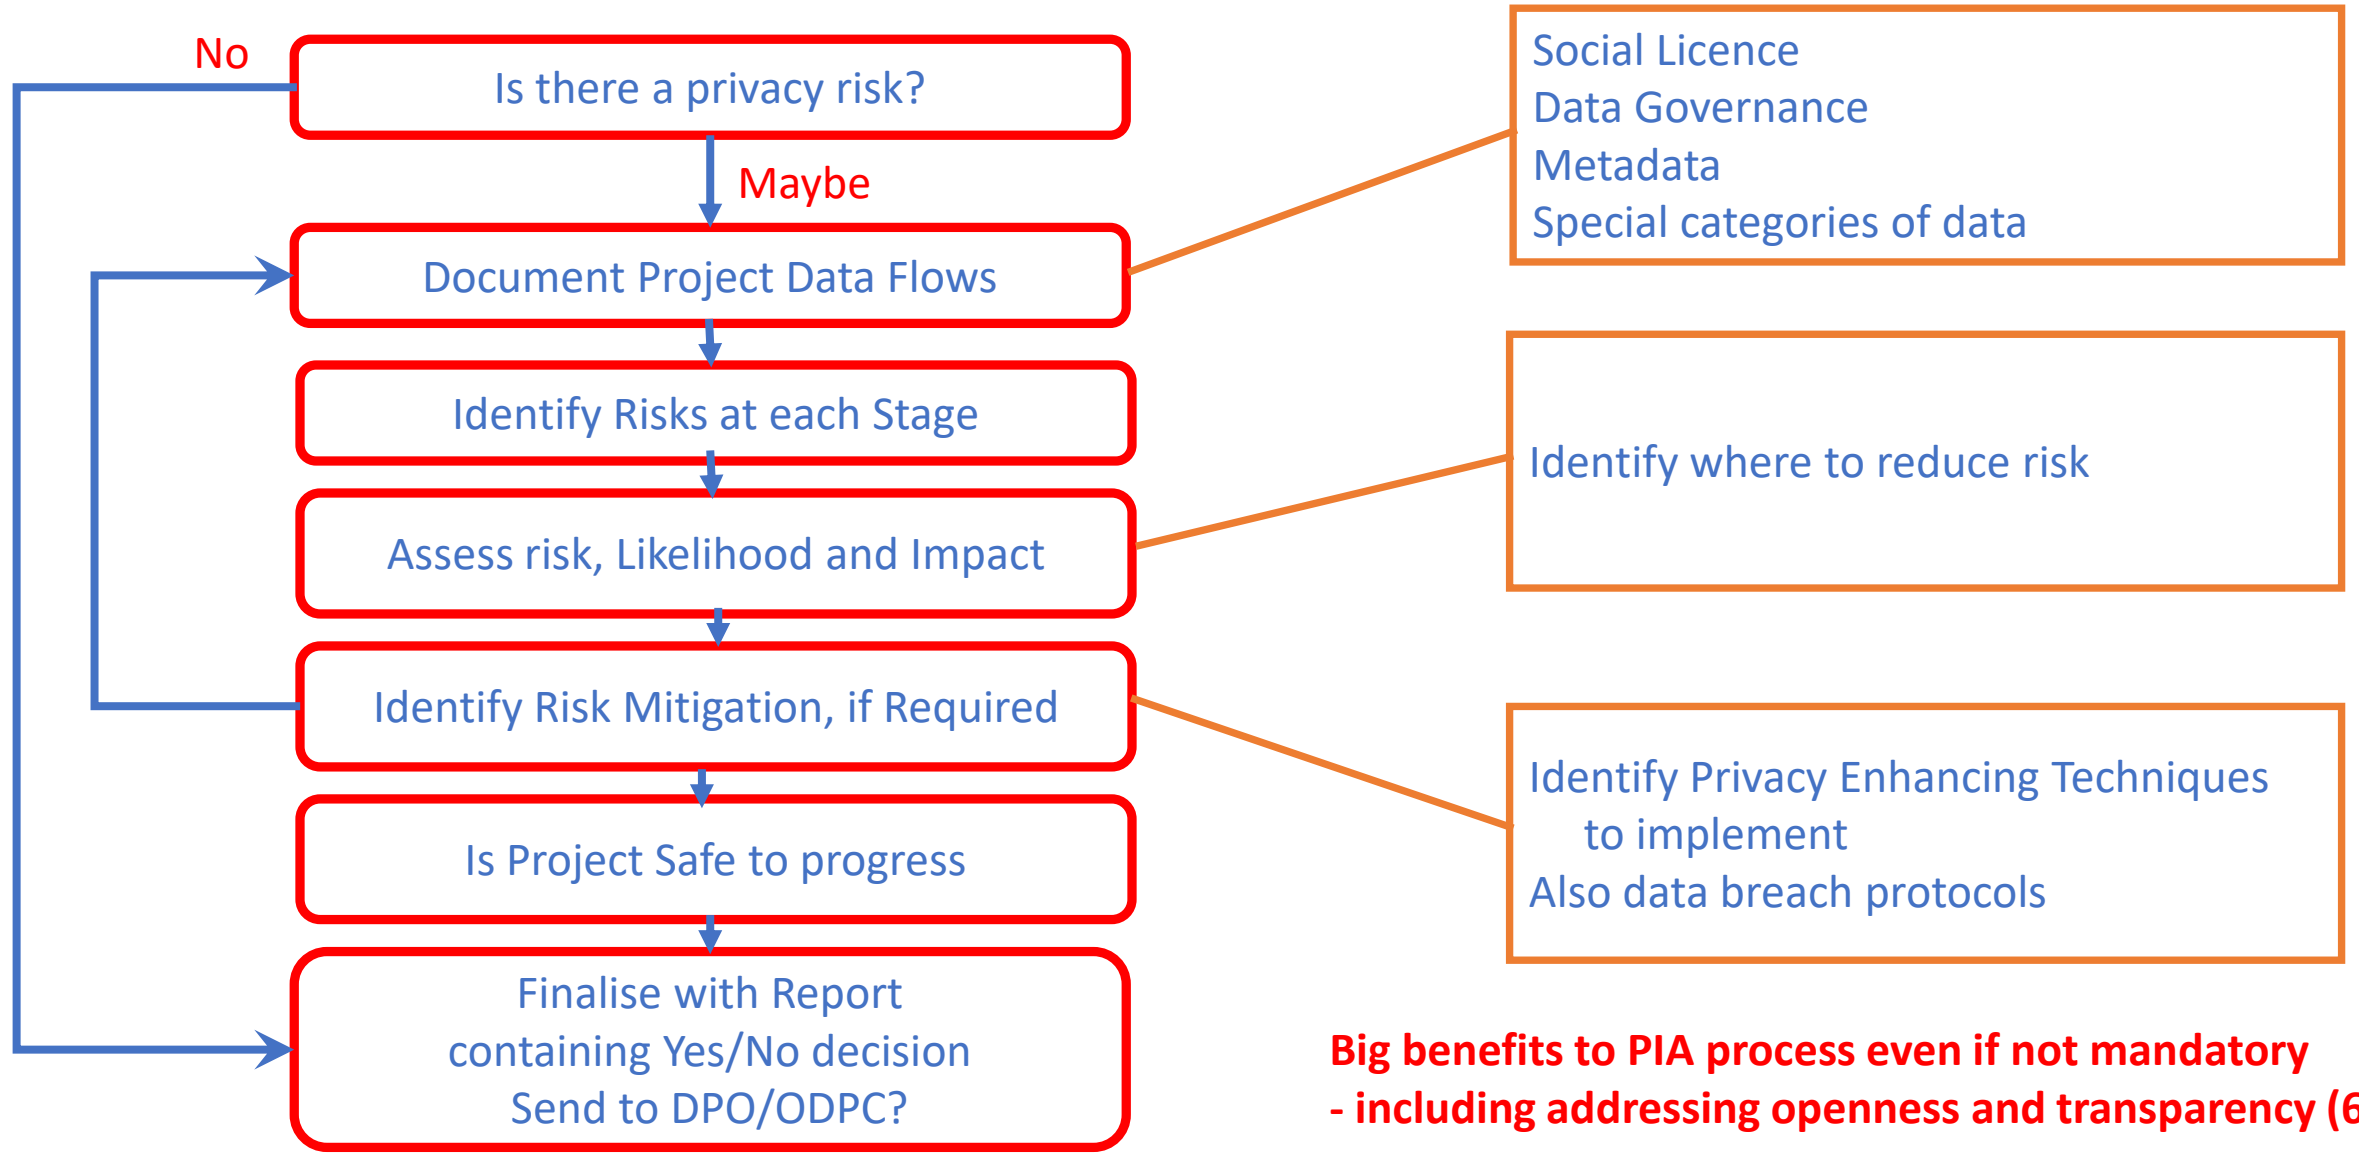 No
Is there a privacy risk?
Maybe
Document Project Data Flows
Identify Risks at each Stage
Assess risk, Likelihood and Impact
Identify Risk Mitigation, if Required
Is Project Safe to progress
Finalise with Report
containing Yes/No decision
Send to DPO/ODPC?
Social Licence
Data Governance
Metadata
Special categories of data
Identify where to reduce risk
Identify Privacy Enhancing Techniques
to implement
Also data breach protocols
Big benefits to PIA process even if not mandatory
- including addressing openness and transparency (6